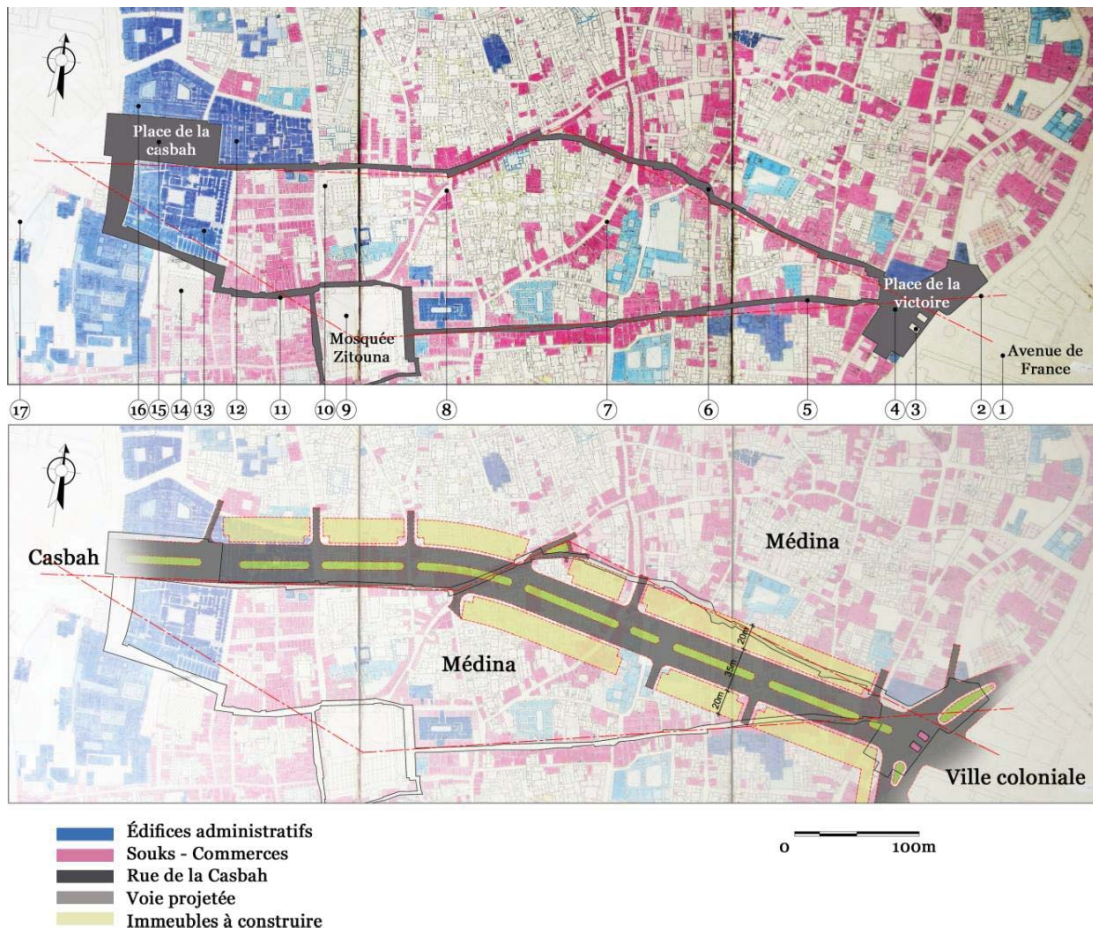 Place de la
casbah
Place de la
victoire
Mosquée
Zitouna
Avenue de
France
17 16 15 14 13 12 11 10 9 8 7 6 5 4 3 2 1
Casbah
Médina
Médina
20m
35m
20m
Ville coloniale
Édifices administratifs
Souks - Commerces
Rue de la Casbah
Voie projetée
Immeubles à construire
0 100m